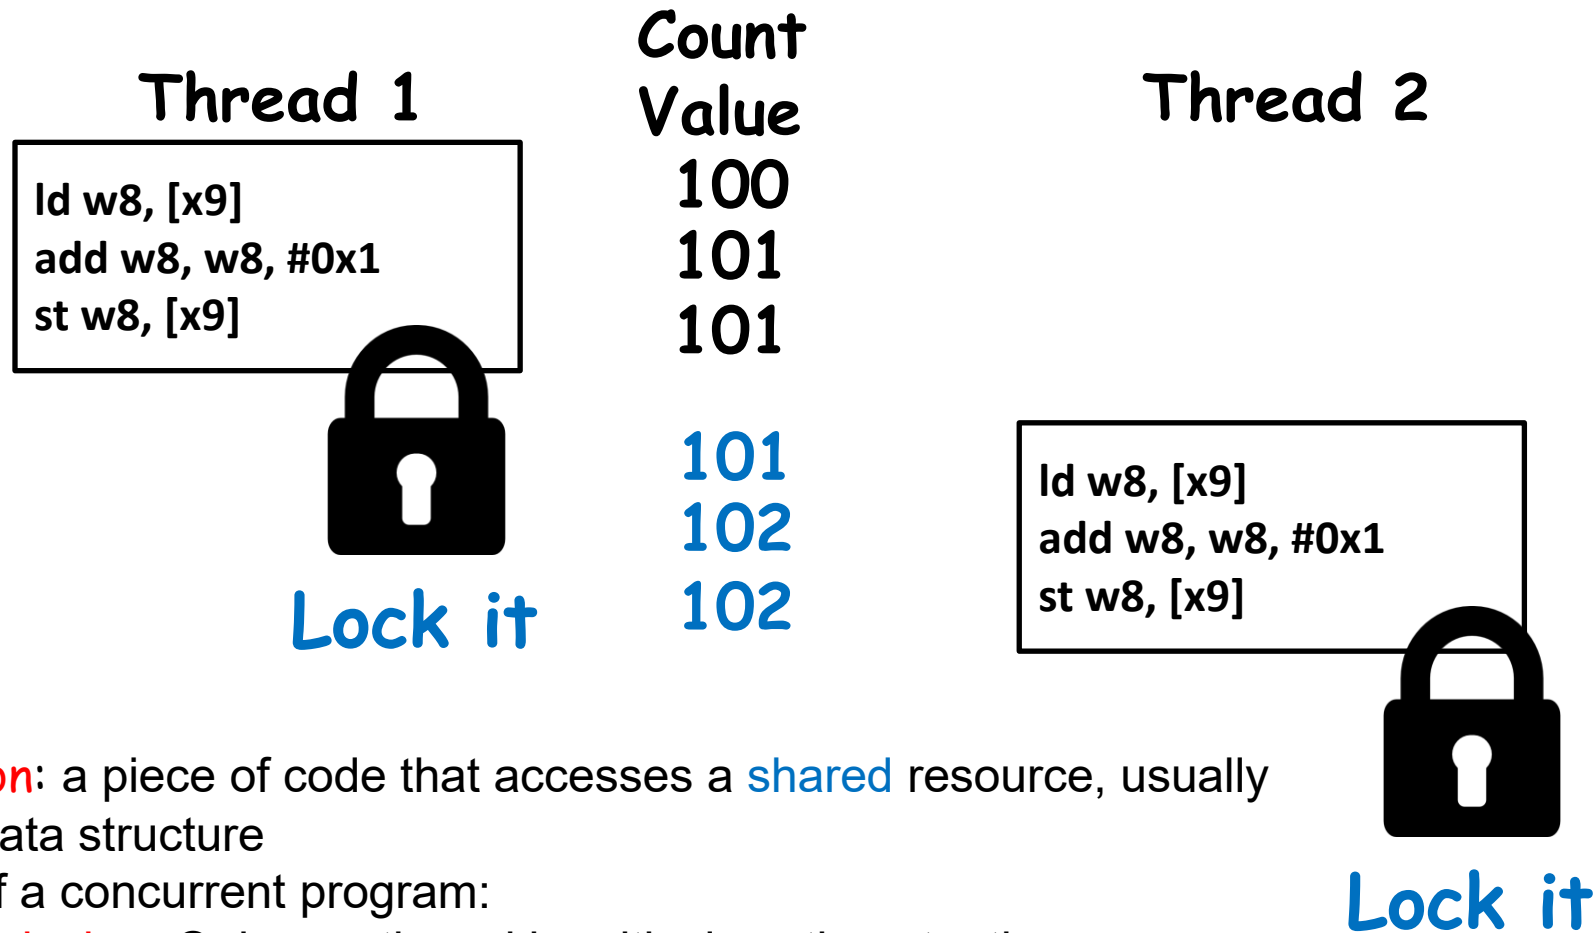 Count
Value
Thread 1
Thread 2
ld w8, [x9]
add w8, w8, #0x1
st w8, [x9]
100
101
101
Lock it
101
102
102
ld w8, [x9]
add w8, w8, #0x1
st w8, [x9]
Lock it
on: a piece of code that accesses a shared resource, usually
ata structure
f a concurrent program: